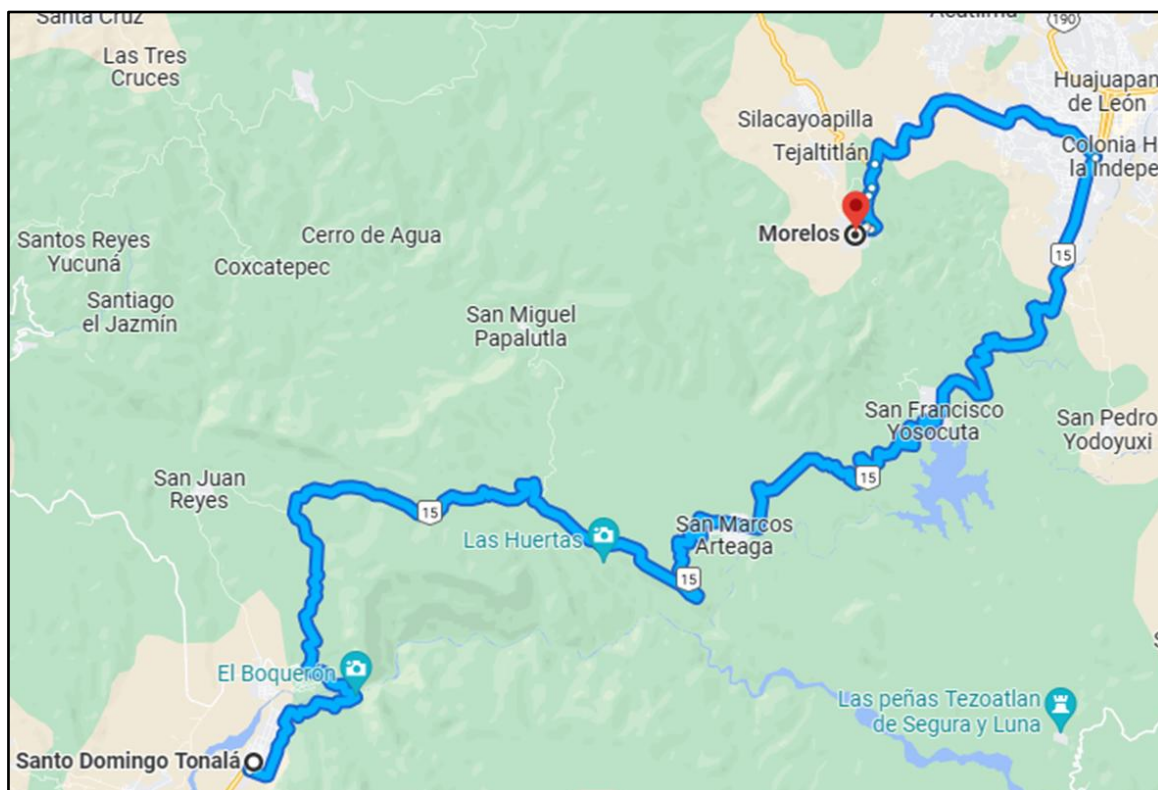 Santa Cruz
190
Las Tres
Cruces
Huajuapan
de León
Silacayoapilla
Tejaltitlán
Colonia H
la Indepe
Morelos
Santos Reyes
Yucuná
Cerro de Agua
Coxcatepec
15
Santiago
el Jazmín
San Miguel
Papalutla
San Francisco
Yosocuta
San Pedro
Yodoyuxi
San Juan
Reyes
15
15
Las Huertas
San Marcos
Arteaga
15
El Boquerón
Las peñas Tezoatlan
de Segura y Luna
Santo Domingo Tonalá